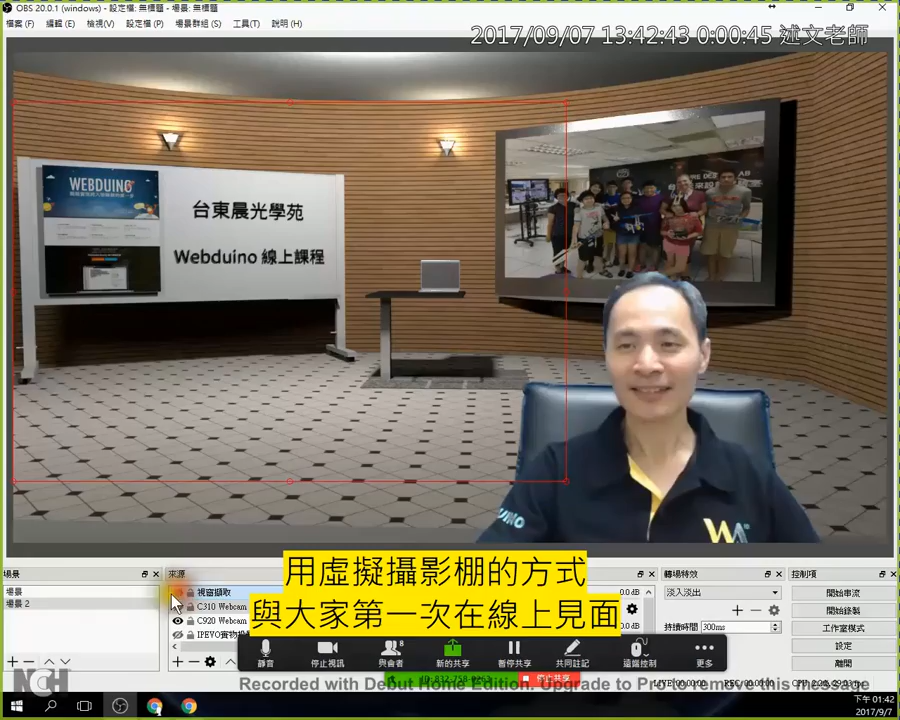 OBS 20.0.1 (windows) - 設定檔: 無標題 - 場景: 無標題
檔案(F) 編輯(E) 檢視(V) 設定檔(P) 場景群組(S) 工具(T) 說明(H)
2017/09/07 13:42:43 0:00:45 述文老師
WEBDUINO
台東晨光學苑
Webduino 線上課程
場景
場景
場景 2
來源
視窗擷取
C310 Webcam
C920 Webcam
用虛擬攝影棚的方式
與大家第一次在線上見面
轉場特效
淡入淡出
持續時間 300ms
控制項
開始串流
開始錄製
工作室模式
設定
離開
靜音
停止視訊
與會者
8
新的共享
暫停共享
共同註記
遠端控制
更多
停止共享
NCH
Recorded with Debut Home Edition. Upgrade to Pro to remove this message
下午 01:42
2017/9/7